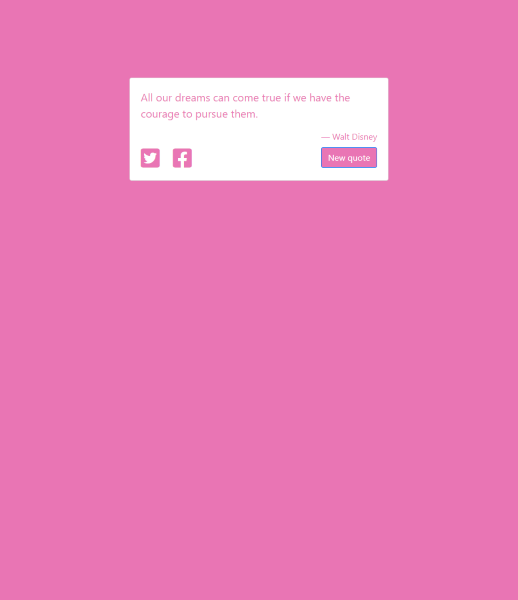 All our dreams can come true if we have the
courage to pursue them.
— Walt Disney
New quote